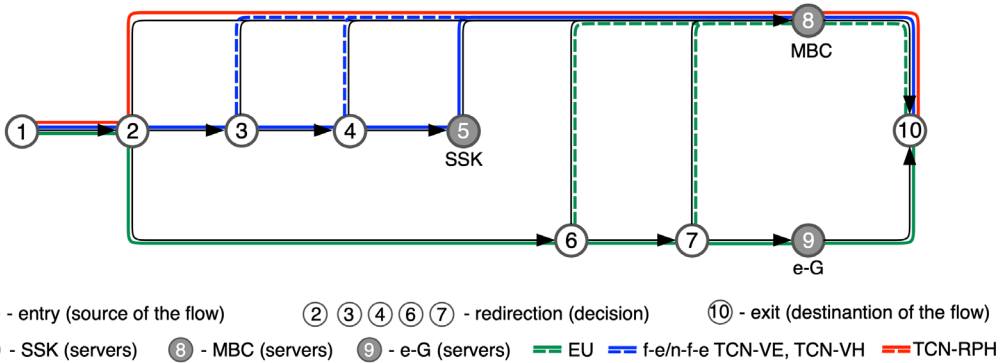 8
MBC
1 2 3 4 5 10
SSK
6 7 9
e-G
- entry (source of the flow) 2 3 4 6 7 - redirection (decision) 10 - exit (destinantion of the flow)
- SSK (servers) 8 - MBC (servers) 9 - e-G (servers) EU f-e/n-f-e TCN-VE, TCN-VH TCN-RPH